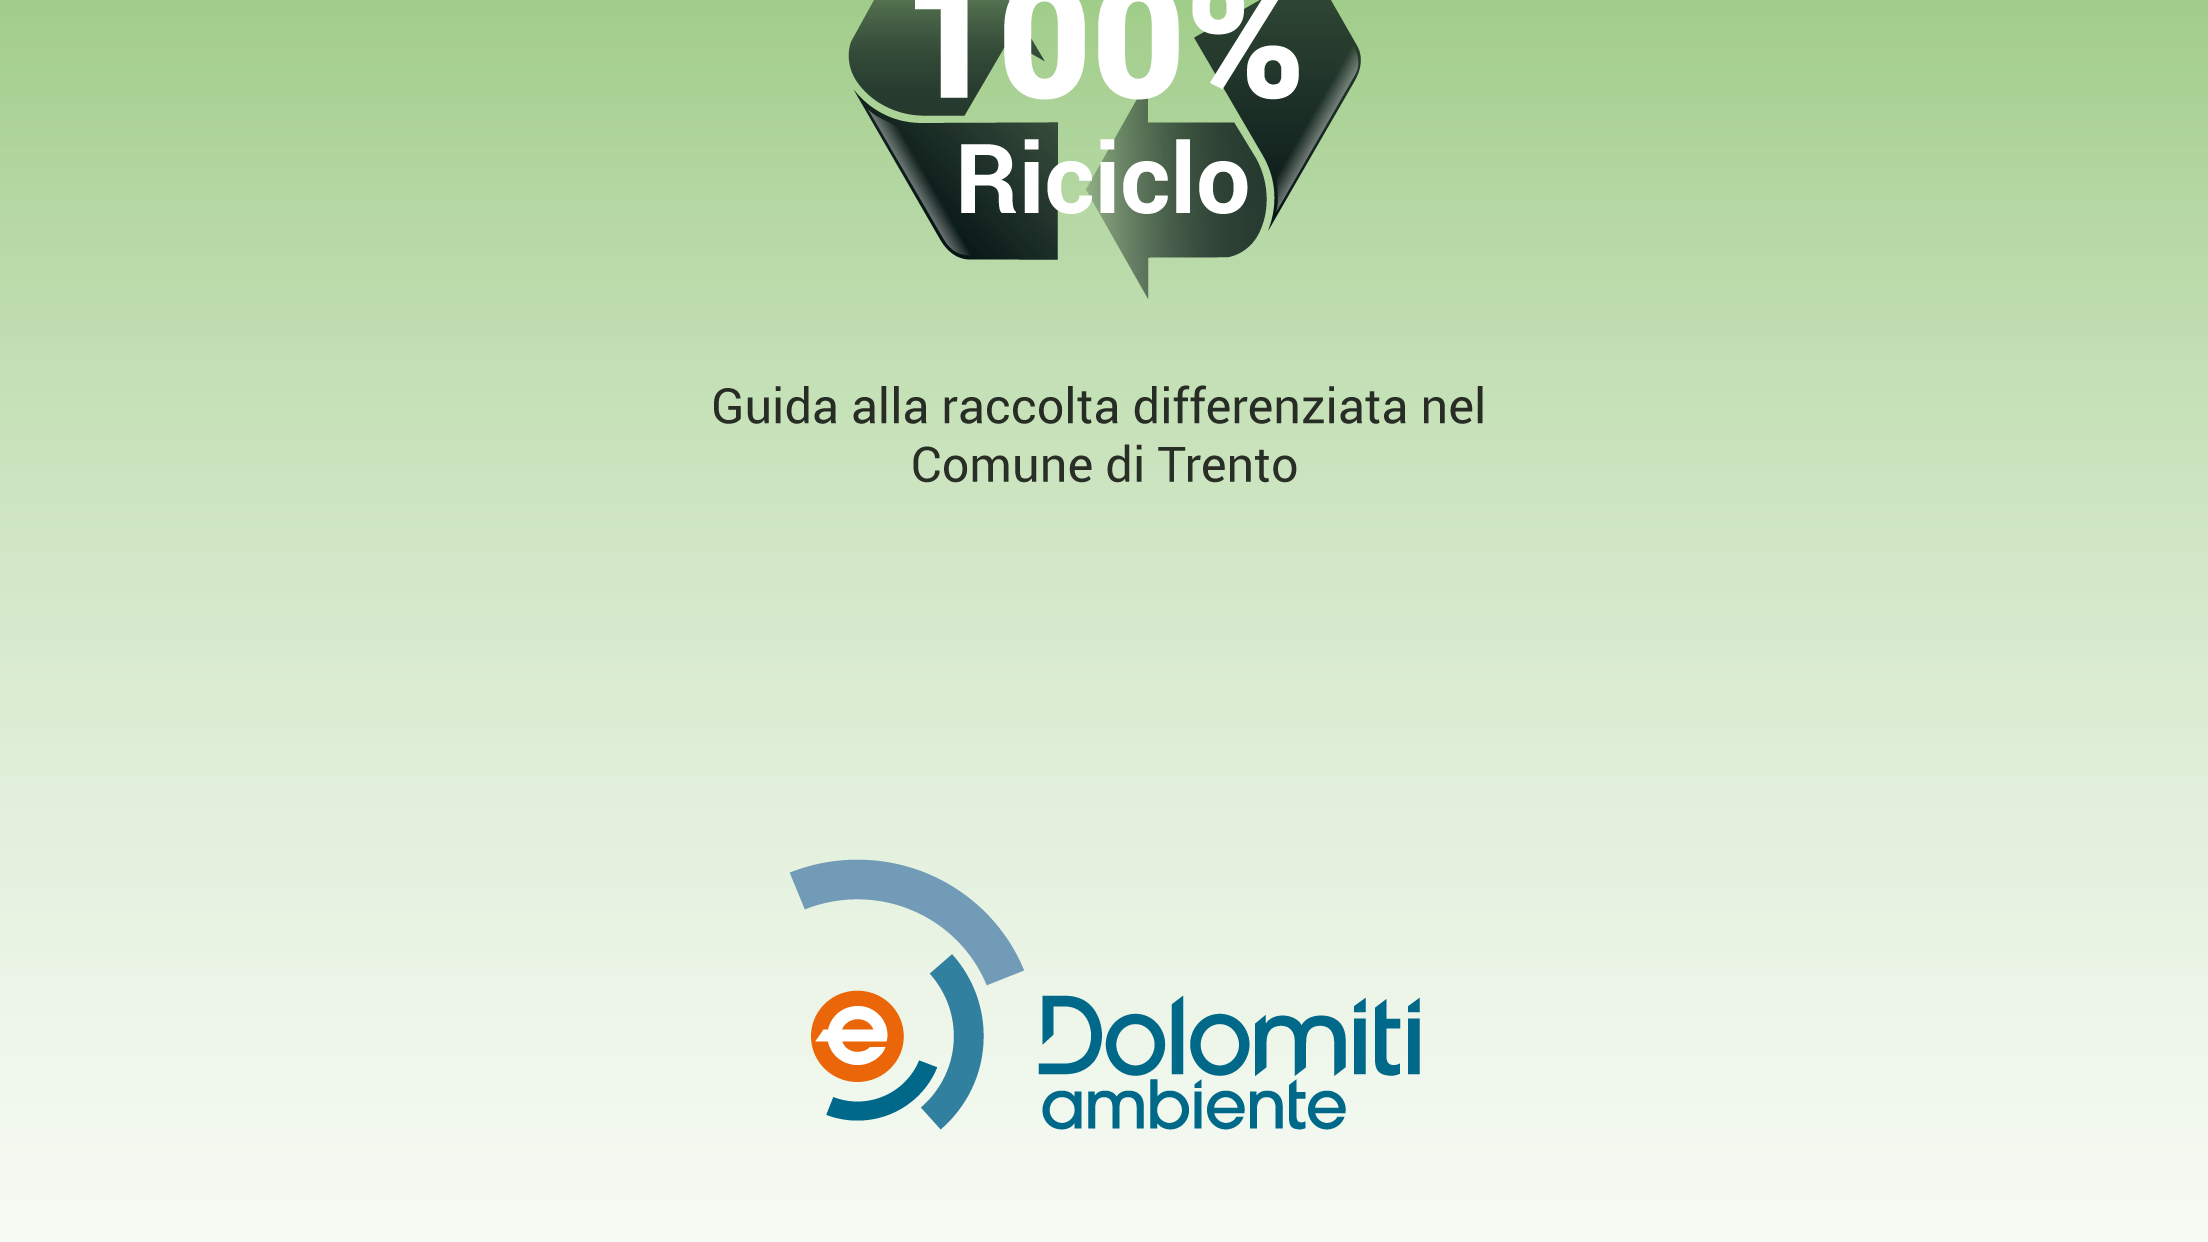 100%
Riciclo
Guida alla raccolta differenziata nel
Comune di Trento
e
Dolomiti
ambiente